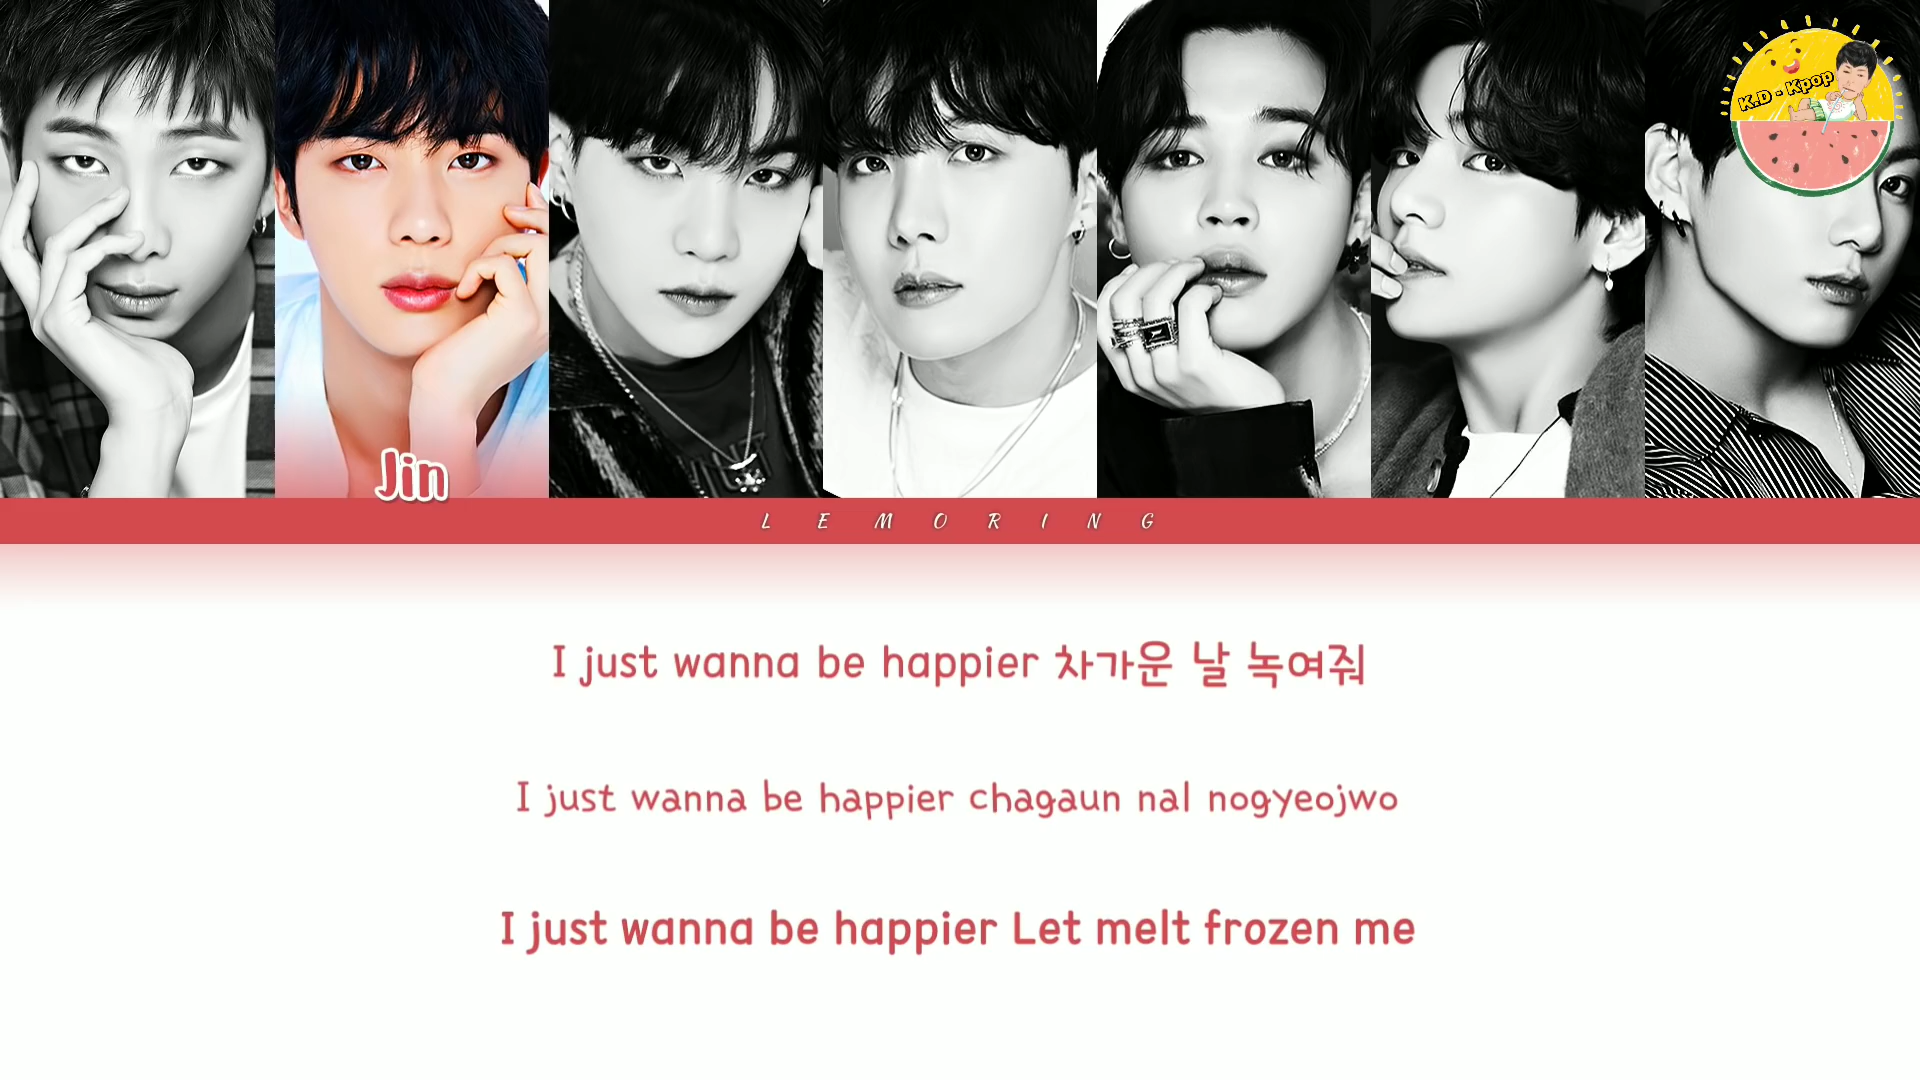 K.D - Kpop
Jin
LEMORING
I just wanna be happier 차가운 날 녹여줘
I just wanna be happier chagaun nal nogyeojwo
I just wanna be happier Let melt frozen me